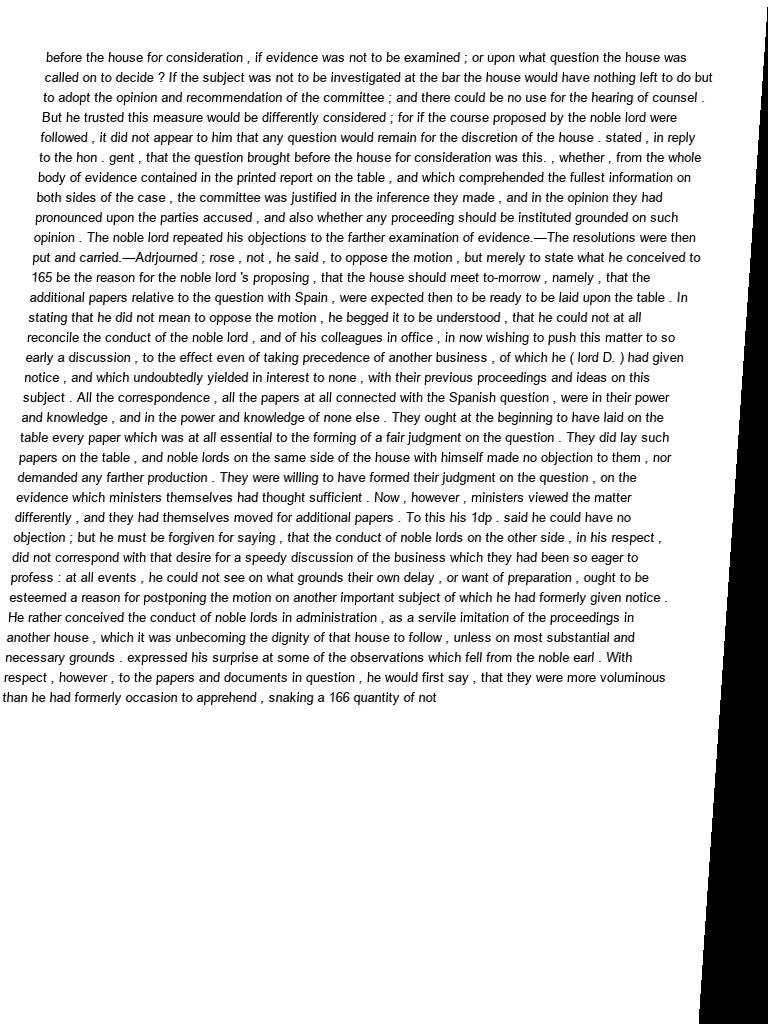 before the house for consideration , if evidence was not to be examined ; or upon what question the house was
called on to decide ? If the subject was not to be investigated at the bar the house would have nothing left to do but
to adopt the opinion and recommendation of the committee ; and there could be no use for the hearing of counsel .
But he trusted this measure would be differently considered ; for if the course proposed by the noble lord were
followed , it did not appear to him that any question would remain for the discretion of the house . stated , in reply
to the hon . gent , that the question brought before the house for consideration was this. , whether , from the whole
body of evidence contained in the printed report on the table , and which comprehended the fullest information on
both sides of the case , the committee was justified in the inference they made , and in the opinion they had
pronounced upon the parties accused , and also whether any proceeding should be instituted grounded on such
opinion . The noble lord repeated his objections to the farther examination of evidence.—The resolutions were then
put and carried.—Adrjourned ; rose , not , he said , to oppose the motion , but merely to state what he conceived to
165 be the reason for the noble lord 's proposing , that the house should meet to-morrow , namely , that the
additional papers relative to the question with Spain , were expected then to be ready to be laid upon the table . In
stating that he did not mean to oppose the motion , he begged it to be understood , that he could not at all
reconcile the conduct of the noble lord , and of his colleagues in office , in now wishing to push this matter to so
early a discussion , to the effect even of taking precedence of another business , of which he ( lord D. ) had given
notice , and which undoubtedly yielded in interest to none , with their previous proceedings and ideas on this
subject . All the correspondence , all the papers at all connected with the Spanish question , were in their power
and knowledge , and in the power and knowledge of none else . They ought at the beginning to have laid on the
table every paper which was at all essential to the forming of a fair judgment on the question . They did lay such
papers on the table , and noble lords on the same side of the house with himself made no objection to them , nor
demanded any farther production . They were willing to have formed their judgment on the question , on the
evidence which ministers themselves had thought sufficient . Now , however , ministers viewed the matter
differently , and they had themselves moved for additional papers . To this his 1dp . said he could have no
objection ; but he must be forgiven for saying , that the conduct of noble lords on the other side , in his respect ,
did not correspond with that desire for a speedy discussion of the business which they had been so eager to
profess : at all events , he could not see on what grounds their own delay , or want of preparation , ought to be
esteemed a reason for postponing the motion on another important subject of which he had formerly given notice .
He rather conceived the conduct of noble lords in administration , as a servile imitation of the proceedings in
another house , which it was unbecoming the dignity of that house to follow , unless on most substantial and
necessary grounds . expressed his surprise at some of the observations which fell from the noble earl . With
respect , however , to the papers and documents in question , he would first say , that they were more voluminous
than he had formerly occasion to apprehend , snaking a 166 quantity of not